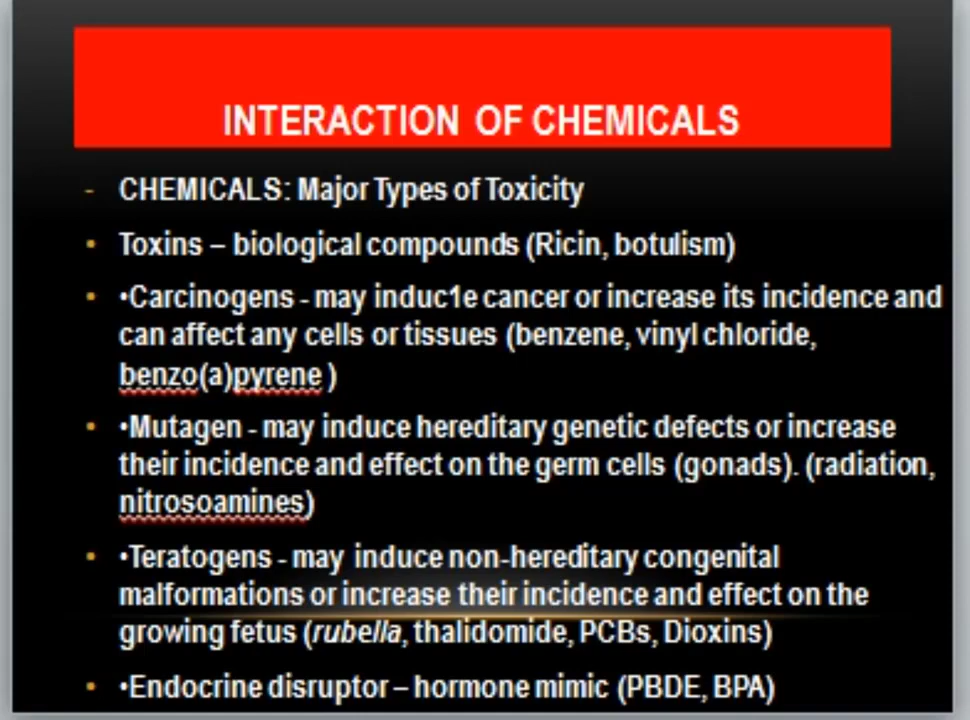 INTERACTION OF CHEMICALS
- CHEMICALS: Major Types of Toxicity
• Toxins – biological compounds (Ricin, botulism)
• •Carcinogens - may induc1e cancer or increase its incidence and
can affect any cells or tissues (benzene, vinyl chloride,
benzo(a)pyrene )
• •Mutagen - may induce hereditary genetic defects or increase
their incidence and effect on the germ cells (gonads). (radiation,
nitrosoamines)
• •Teratogens - may induce non-hereditary congenital
malformations or increase their incidence and effect on the
growing fetus (rubella, thalidomide, PCBs, Dioxins)
• •Endocrine disruptor – hormone mimic (PBDE, BPA)